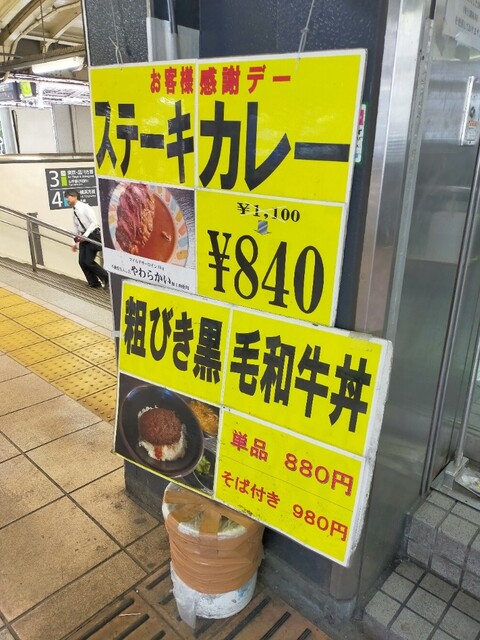 お客様感謝デー
ステーキカレー
¥1,100
¥840
やわらかい
粗びき黒毛和牛丼
単品 880円
そば付き 980円
3
4